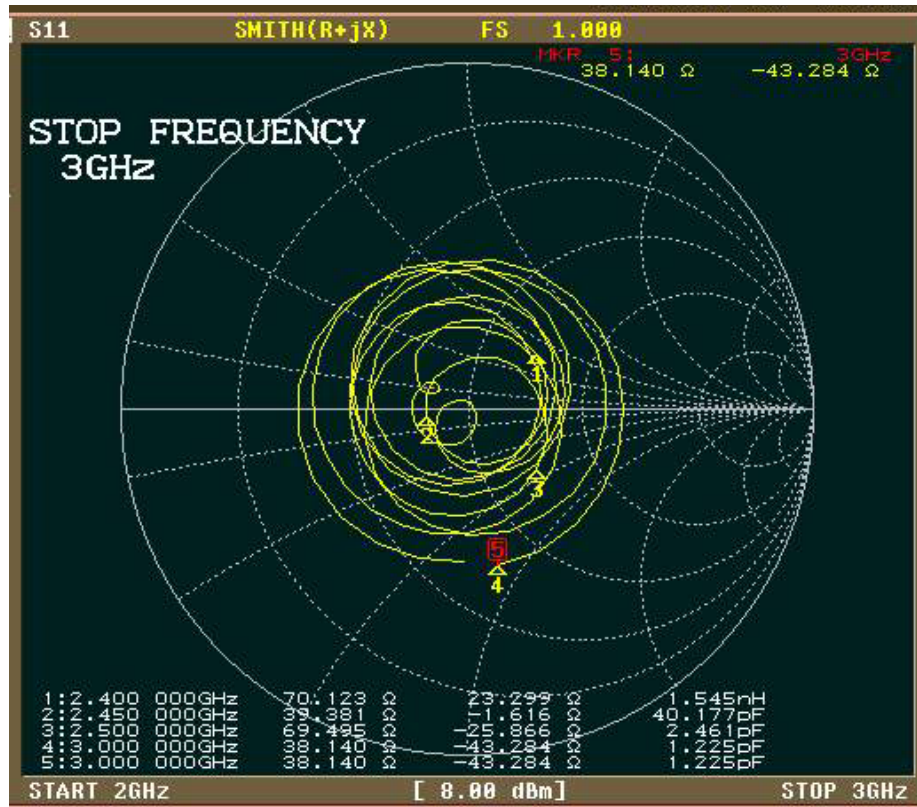 S11 SMITH(R+jX) FS 1.000
MKR 5: 3GHz
38.140 Ω -43.284 Ω
STOP FREQUENCY
3GHz
1
2
3
5
4
1:2.400 000GHz 70.123 Ω 23.299 Ω 1.545nH
2:2.450 000GHz 39.381 Ω -1.616 Ω 40.177pF
3:2.500 000GHz 69.495 Ω -25.866 Ω 2.461pF
4:3.000 000GHz 38.140 Ω -43.284 Ω 1.225pF
5:3.000 000GHz 38.140 Ω -43.284 Ω 1.225pF
START 2GHz [ 8.00 dBm] STOP 3GHz